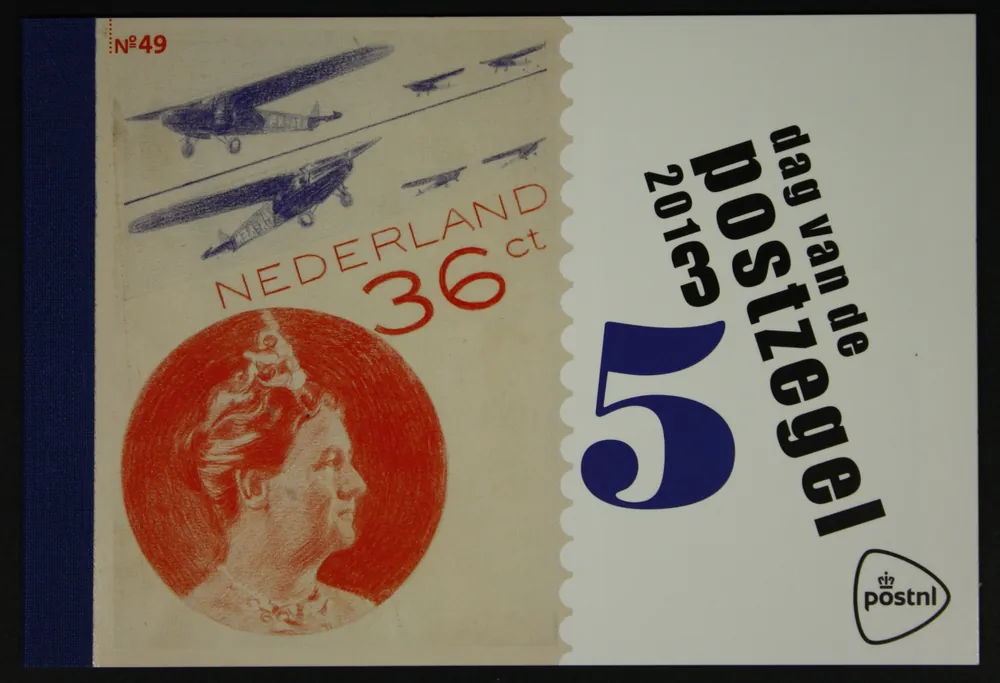 Nº49
NEDERLAND
36 ct
dag van de
postzegel
2013
5
postnl